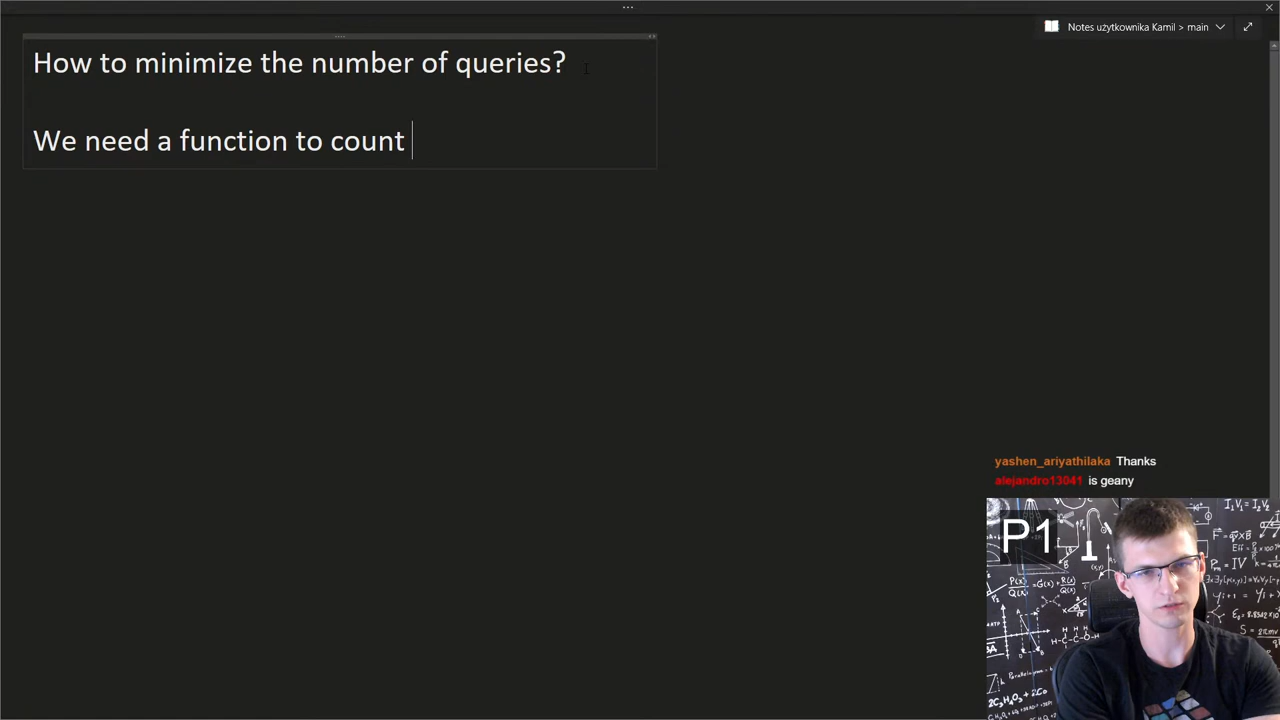 Notes użytkownika Kamil > main
How to minimize the number of queries?
We need a function to count
yashen_ariyathilaka Thanks
alejandro13041 is geany
P1